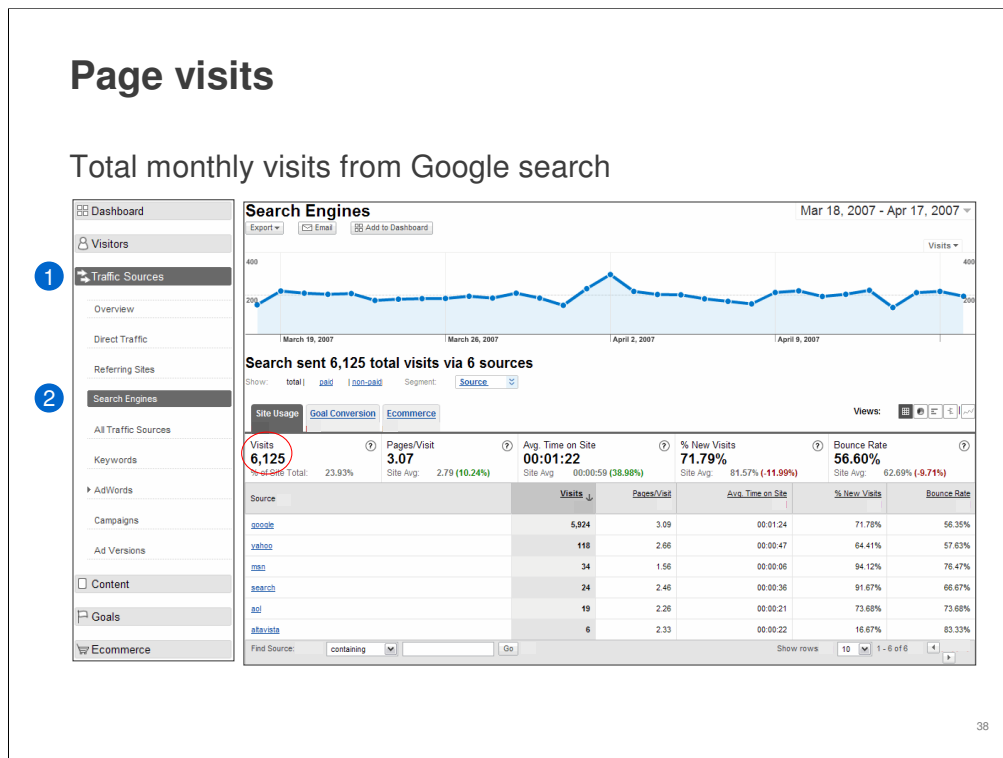 Page visits
Total monthly visits from Google search
Dashboard
Visitors
1
Traffic Sources
Overview
Direct Traffic
Referring Sites
2
Search Engines
All Traffic Sources
Keywords
AdWords
Campaigns
Ad Versions
Content
Goals
Ecommerce
Search Engines
Mar 18, 2007 - Apr 17, 2007
Export Email Add to Dashboard
Visits
400 400
200 200
March 19, 2007 March 26, 2007 April 2, 2007 April 9, 2007
Search sent 6,125 total visits via 6 sources
Show: total | paid | non-paid Segment: Source
Site Usage Goal Conversion Ecommerce Views:
Visits ? Pages/Visit ? Avg. Time on Site ? % New Visits ? Bounce Rate ?
6,125 3.07 00:01:22 71.79% 56.60%
% of Site Total: 23.93% Site Avg: 2.79 (10.24%) Site Avg 00:00:59 (38.98%) Site Avg: 81.57% (-11.99%) Site Avg: 62.69% (-9.71%)
Source Visits Pages/Visit Avg. Time on Site % New Visits Bounce Rate
google 5,924 3.09 00:01:24 71.78% 56.35%
yahoo 118 2.66 00:00:47 64.41% 57.63%
msn 34 1.56 00:00:06 94.12% 76.47%
search 24 2.46 00:00:36 91.67% 66.67%
aol 19 2.26 00:00:21 73.68% 73.68%
altavista 6 2.33 00:00:22 16.67% 83.33%
Find Source: containing Go Show rows 10 1 - 6 of 6
38